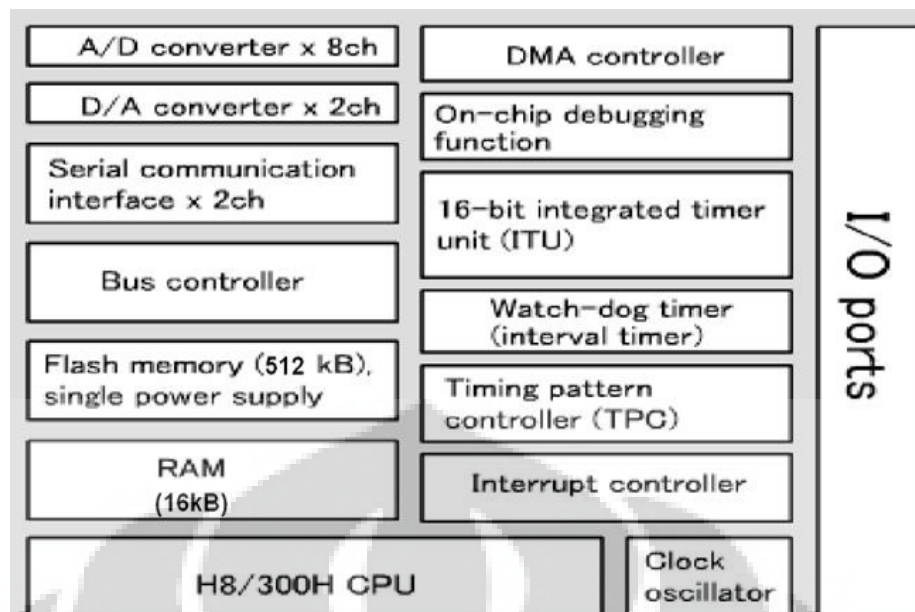 A/D converter x 8ch
D/A converter x 2ch
Serial communication
interface x 2ch
Bus controller
Flash memory (512 kB),
single power supply
RAM
(16kB)
H8/300H CPU
DMA controller
On-chip debugging
function
16-bit integrated timer
unit (ITU)
Watch-dog timer
(interval timer)
Timing pattern
controller (TPC)
Interrupt controller
Clock
oscillator
I/O ports